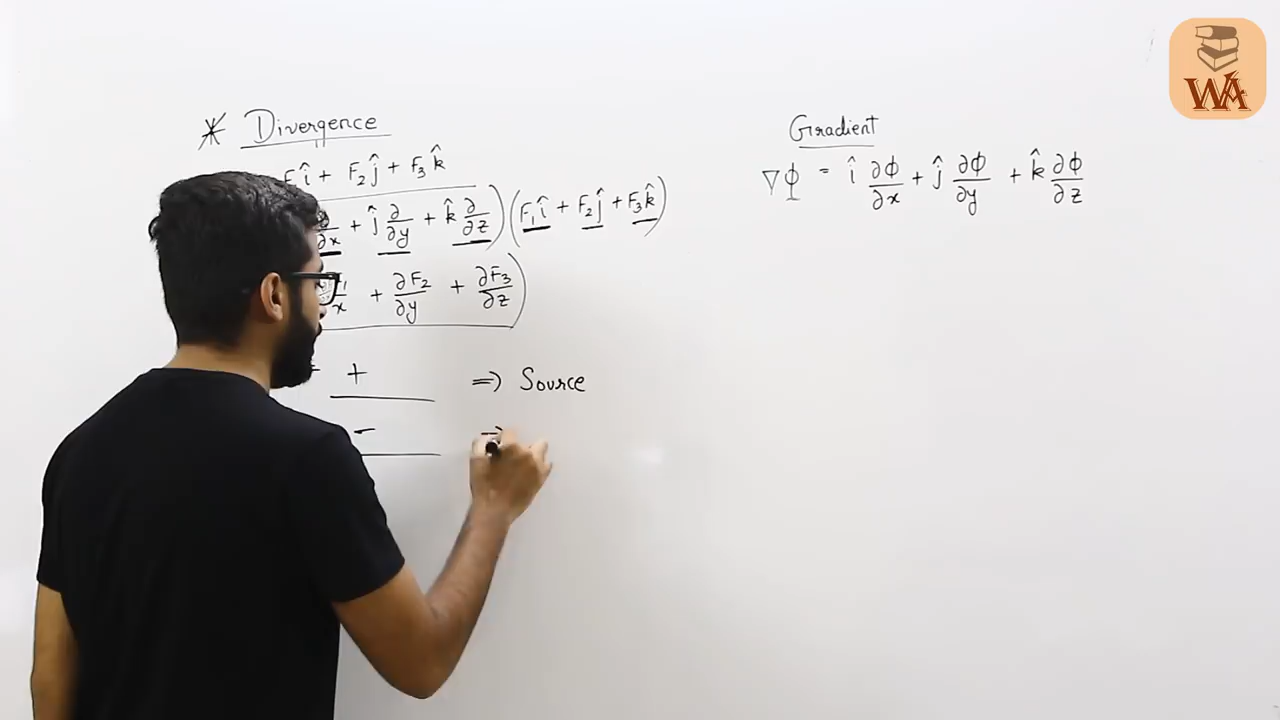 * Divergence
F₁î + F₂ĵ + F₃k̂
∂x + ĵ ∂/∂y + k̂ ∂/∂z) (F₁î + F₂ĵ + F₃k̂)
+ ∂F₂/∂y + ∂F₃/∂z)
+ ⇒ Source
- ⇒
Gradient
∇ϕ = î ∂ϕ/∂x + ĵ ∂ϕ/∂y + k̂ ∂ϕ/∂z
WA